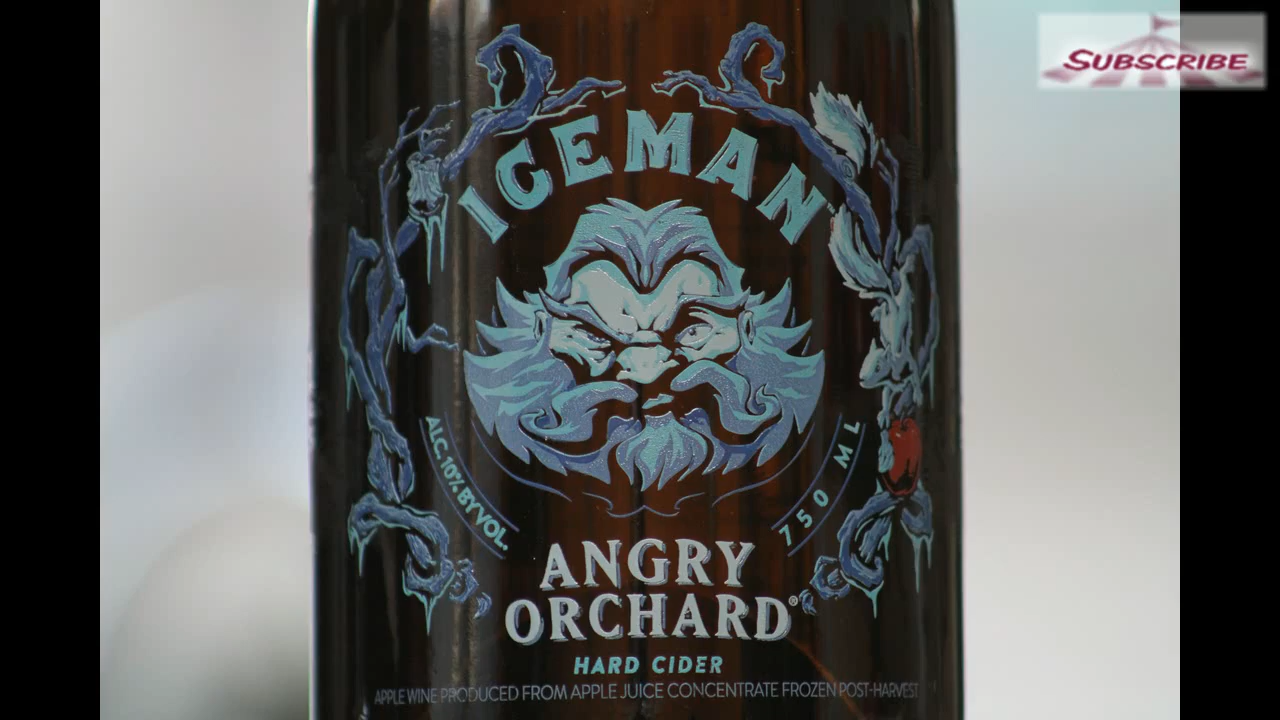 SUBSCRIBE
ICEMAN™
ALC. 10% BY VOL.
750 ML
ANGRY
ORCHARD®
HARD CIDER
APPLE WINE PRODUCED FROM APPLE JUICE CONCENTRATE FROZEN POST-HARVEST